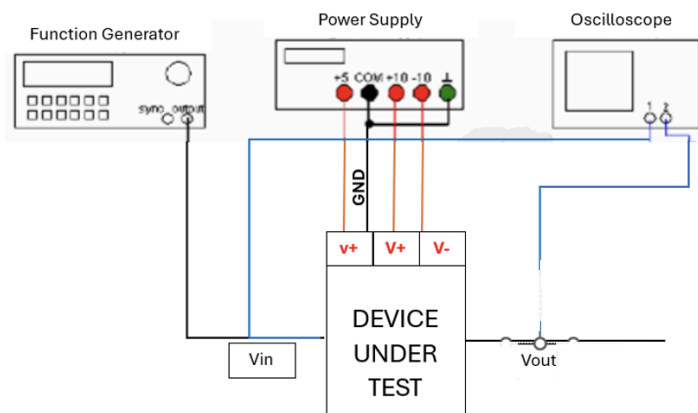 Function Generator
Power Supply
Oscilloscope
+5 COM +10 -10
sync output
1 2
GND
v+ V+ V-
DEVICE
UNDER
TEST
Vin
Vout